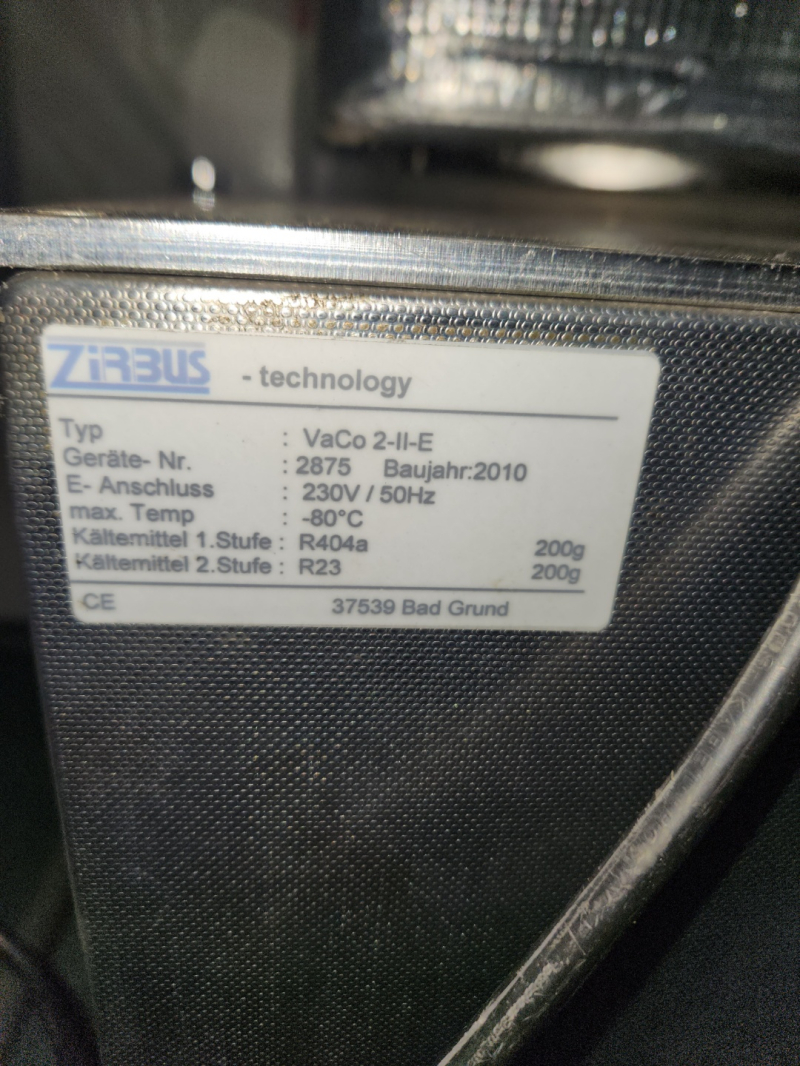 ZiRBUS - technology
Typ : VaCo 2-II-E
Geräte- Nr. : 2875 Baujahr:2010
E- Anschluss : 230V / 50Hz
max. Temp : -80°C
Kältemittel 1.Stufe : R404a 200g
Kältemittel 2.Stufe : R23 200g
CE 37539 Bad Grund